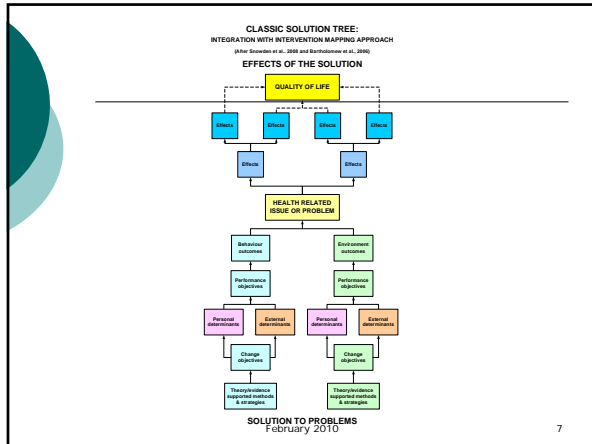 CLASSIC SOLUTION TREE:
INTEGRATION WITH INTERVENTION MAPPING APPROACH
(After Snowden et al., 2008 and Bartholomew et al., 2006)
EFFECTS OF THE SOLUTION
QUALITY OF LIFE
Effects Effects Effects Effects
Effects Effects
HEALTH RELATED
ISSUE OR PROBLEM
Behaviour
outcomes
Environment
outcomes
Performance
objectives
Performance
objectives
Personal
determinants
External
determinants
Personal
determinants
External
determinants
Change
objectives
Change
objectives
Theory/evidence
supported methods
& strategies
Theory/evidence
supported methods
& strategies
SOLUTION TO PROBLEMS
February 2010 7